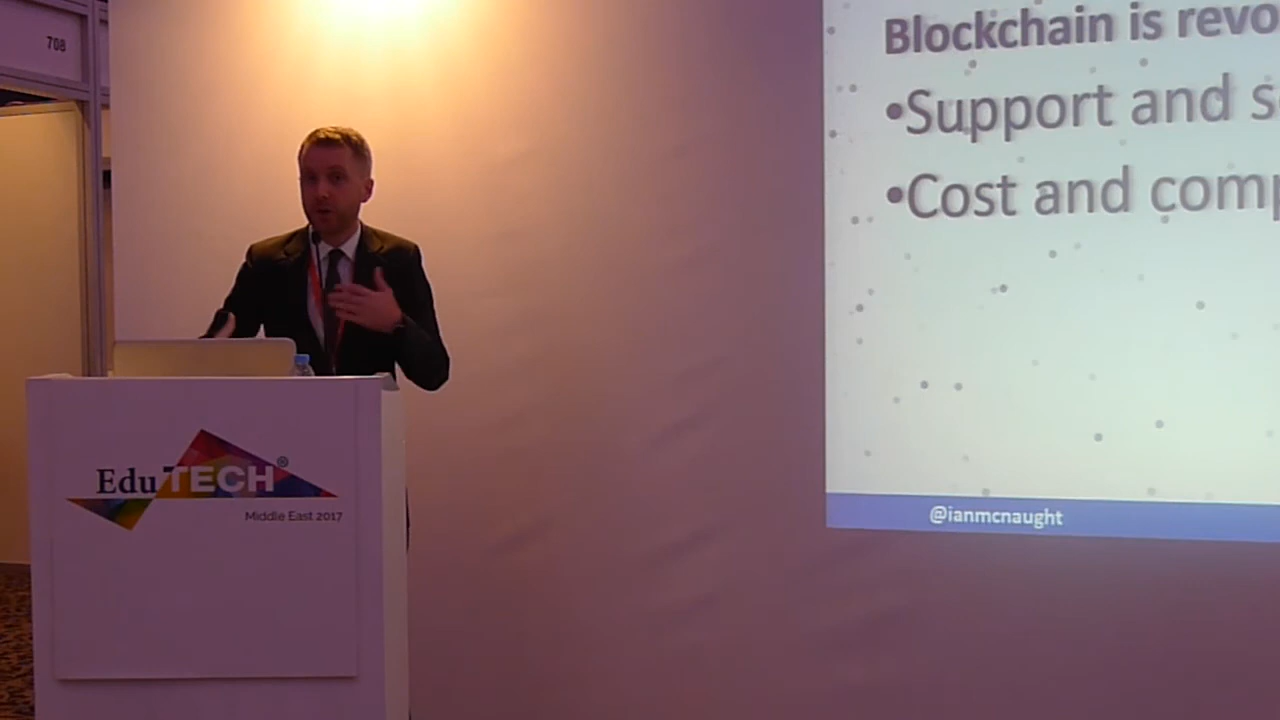 708
Blockchain is revo
•Support and s
•Cost and comp
@ianmcnaught
EduTECH®
Middle East 2017